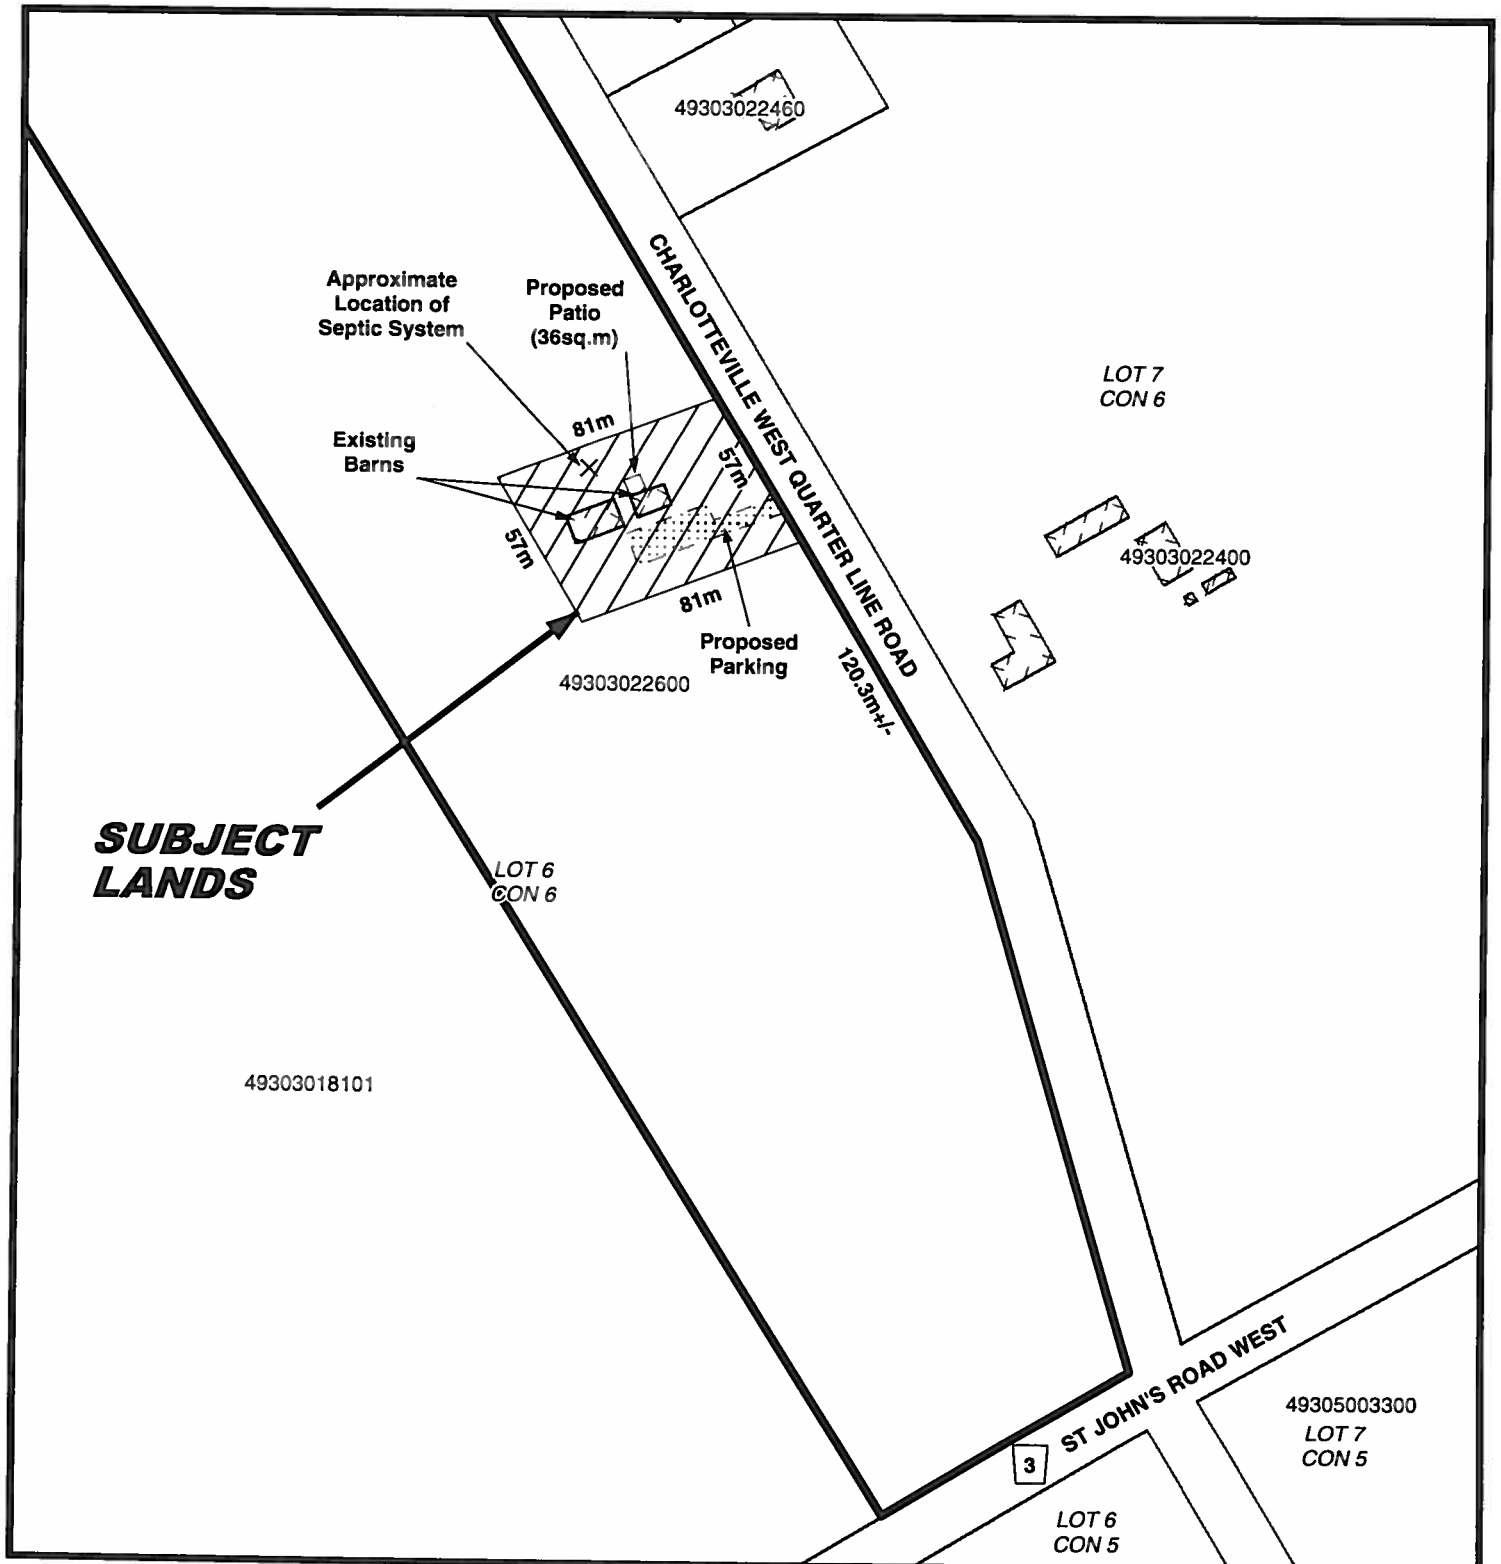 49303022460
CHARLOTTEVILLE WEST QUARTER LINE ROAD
Approximate
Location of
Septic System
Proposed
Patio
(36sq.m)
LOT 7
CON 6
81m
Existing
Barns
57m
57m
49303022400
81m
Proposed
Parking
120.3m+/-
49303022600
SUBJECT
LANDS
LOT 6
CON 6
49303018101
ST JOHN'S ROAD WEST
3
49305003300
LOT 7
CON 5
LOT 6
CON 5